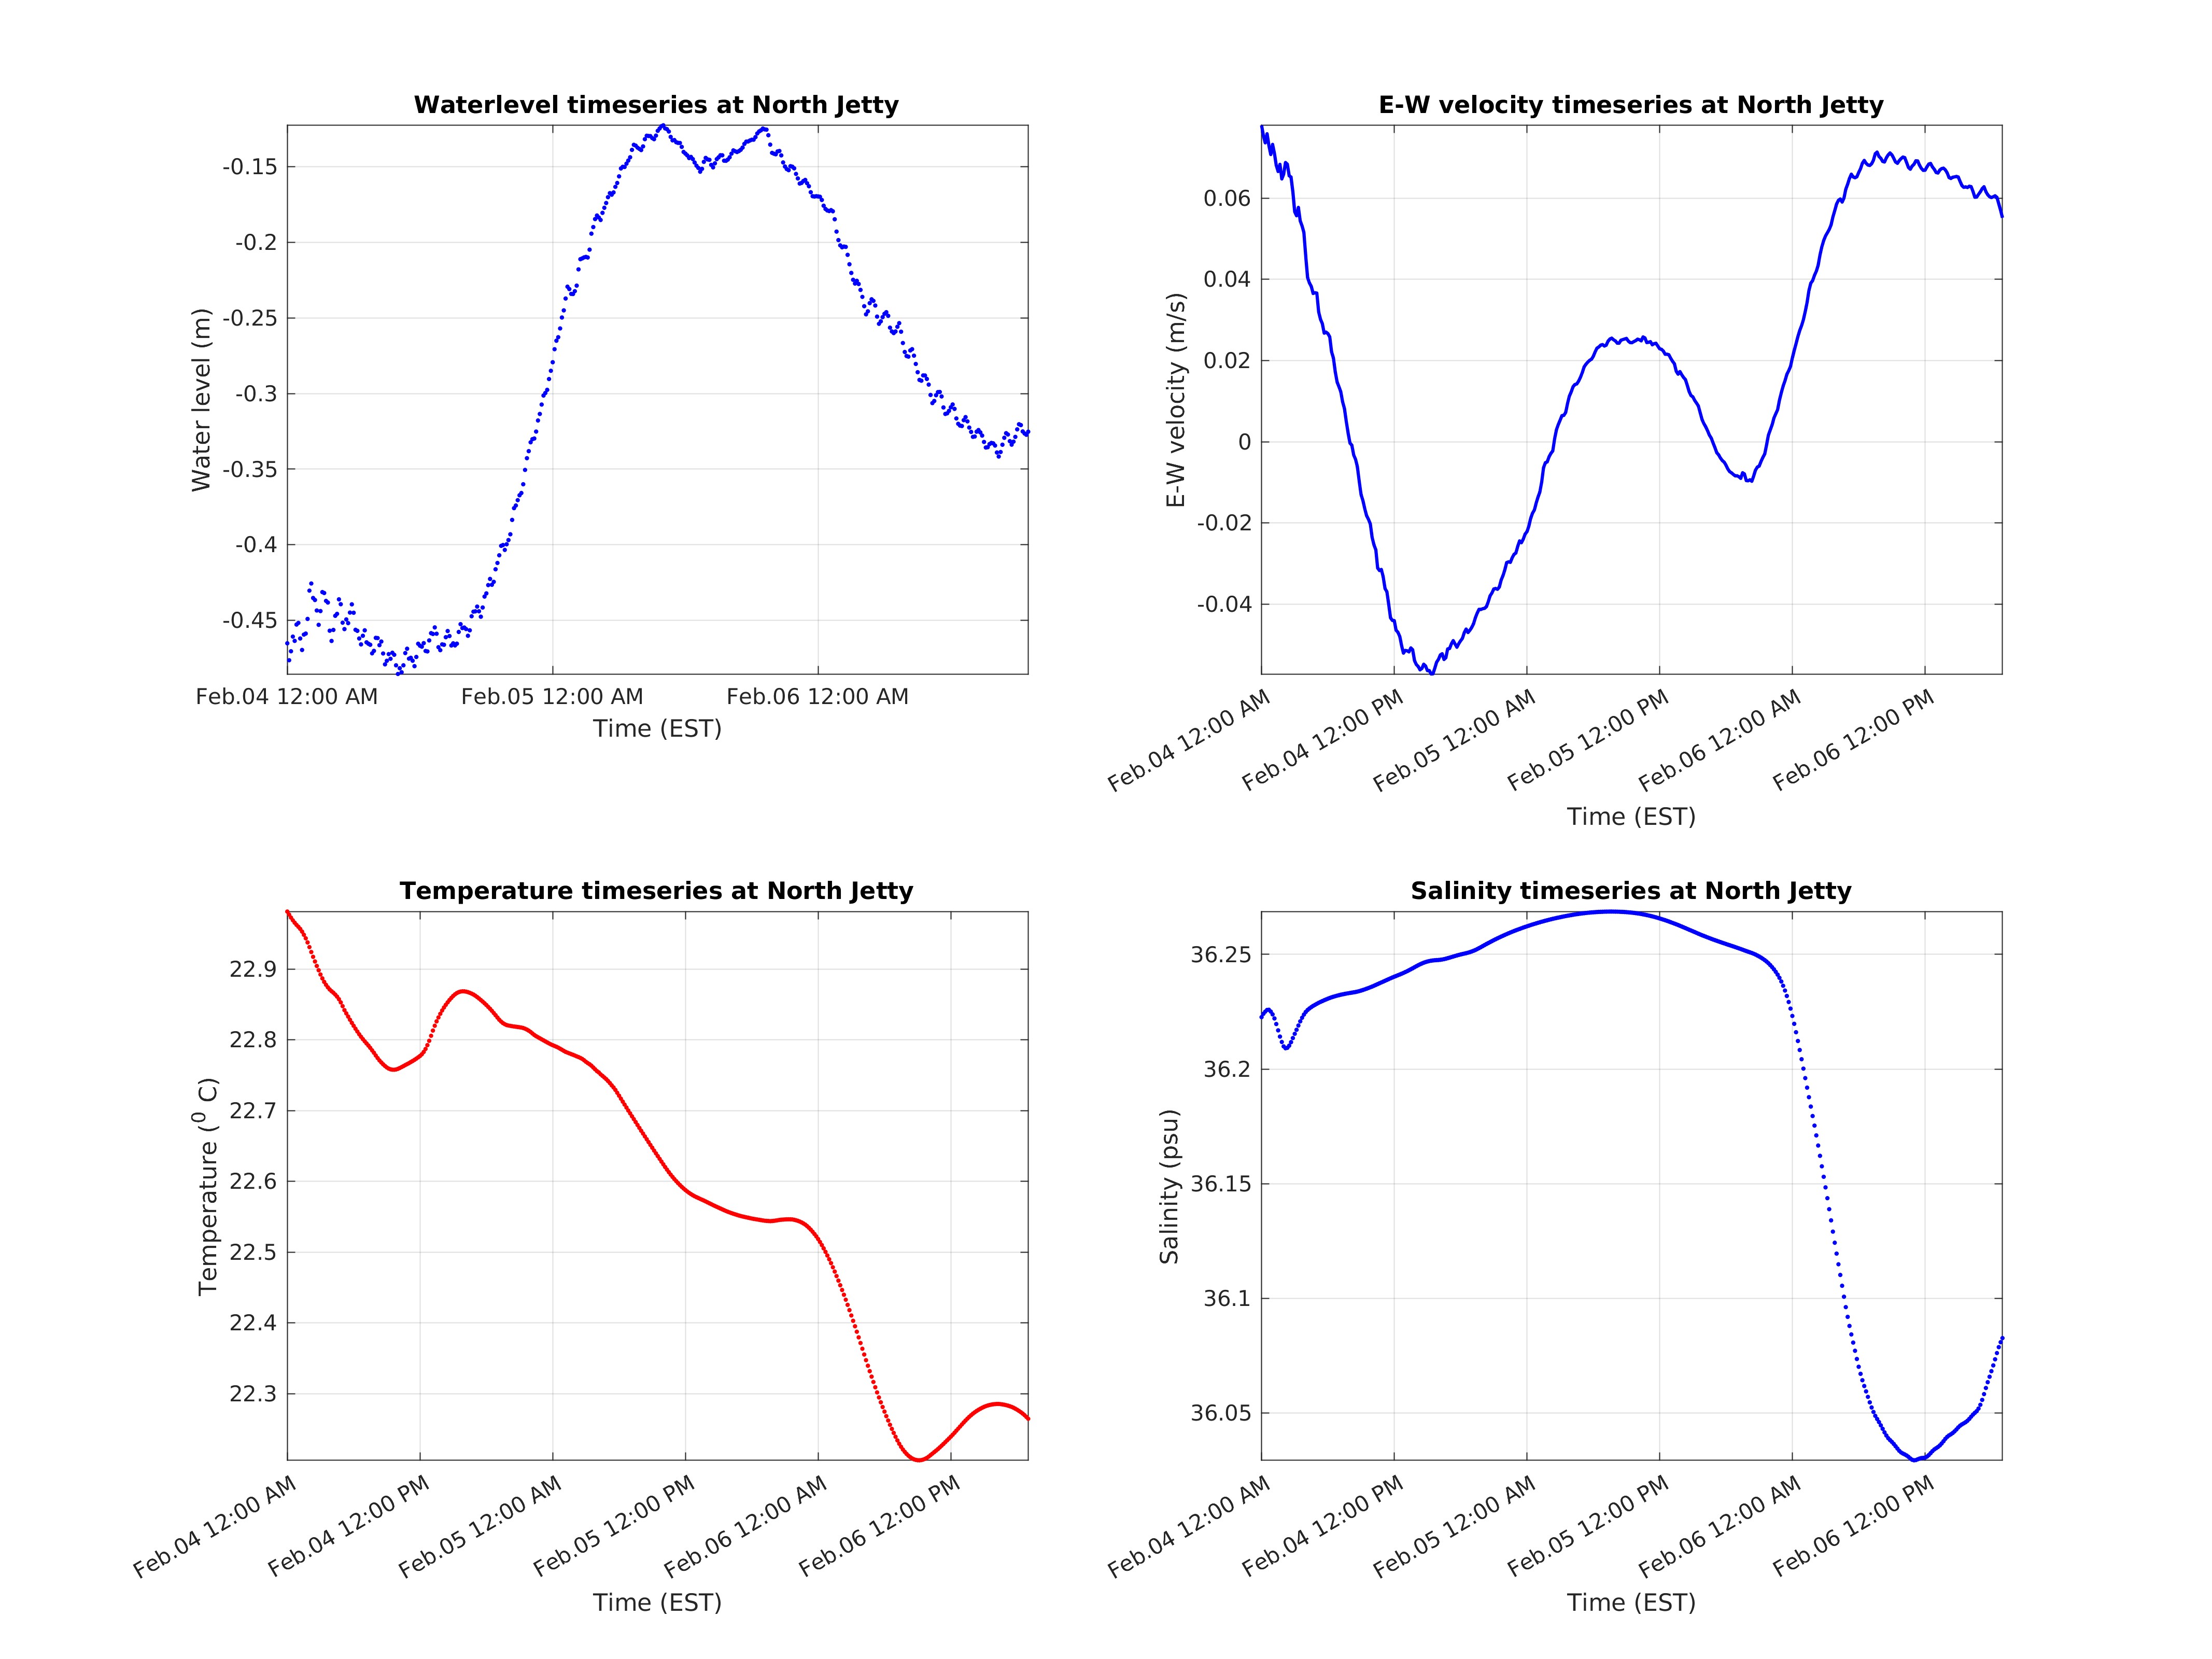 Waterlevel timeseries at North Jetty
Water level (m)
-0.15
-0.2
-0.25
-0.3
-0.35
-0.4
-0.45
Feb.04 12:00 AM
Feb.05 12:00 AM
Feb.06 12:00 AM
Time (EST)
E-W velocity timeseries at North Jetty
E-W velocity (m/s)
0.06
0.04
0.02
0
-0.02
-0.04
Feb.04 12:00 AM
Feb.04 12:00 PM
Feb.05 12:00 AM
Feb.05 12:00 PM
Feb.06 12:00 AM
Feb.06 12:00 PM
Time (EST)
Temperature timeseries at North Jetty
Temperature (⁰ C)
22.9
22.8
22.7
22.6
22.5
22.4
22.3
Feb.04 12:00 AM
Feb.04 12:00 PM
Feb.05 12:00 AM
Feb.05 12:00 PM
Feb.06 12:00 AM
Feb.06 12:00 PM
Time (EST)
Salinity timeseries at North Jetty
Salinity (psu)
36.25
36.2
36.15
36.1
36.05
Feb.04 12:00 AM
Feb.04 12:00 PM
Feb.05 12:00 AM
Feb.05 12:00 PM
Feb.06 12:00 AM
Feb.06 12:00 PM
Time (EST)